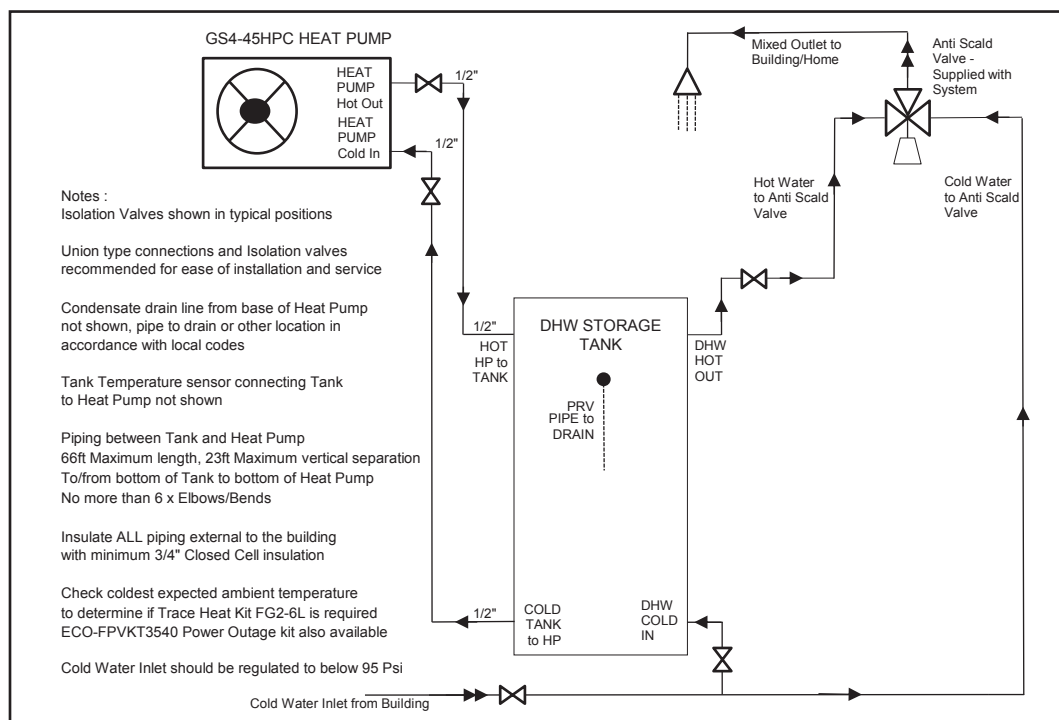 GS4-45HPC HEAT PUMP
HEAT
PUMP
Hot Out
HEAT
PUMP
Cold In
1/2"
1/2"
Mixed Outlet to
Building/Home
Anti Scald
Valve -
Supplied with
System
Hot Water
to Anti Scald
Valve
Cold Water
to Anti Scald
Valve
Notes :
Isolation Valves shown in typical positions
Union type connections and Isolation valves
recommended for ease of installation and service
Condensate drain line from base of Heat Pump
not shown, pipe to drain or other location in
accordance with local codes
Tank Temperature sensor connecting Tank
to Heat Pump not shown
Piping between Tank and Heat Pump
66ft Maximum length, 23ft Maximum vertical separation
To/from bottom of Tank to bottom of Heat Pump
No more than 6 x Elbows/Bends
Insulate ALL piping external to the building
with minimum 3/4" Closed Cell insulation
Check coldest expected ambient temperature
to determine if Trace Heat Kit FG2-6L is required
ECO-FPVKT3540 Power Outage kit also available
Cold Water Inlet should be regulated to below 95 Psi
1/2"
HOT
HP to
TANK
DHW STORAGE
TANK
DHW
HOT
OUT
PRV
PIPE to
DRAIN
1/2"
COLD
TANK
to HP
DHW
COLD
IN
Cold Water Inlet from Building